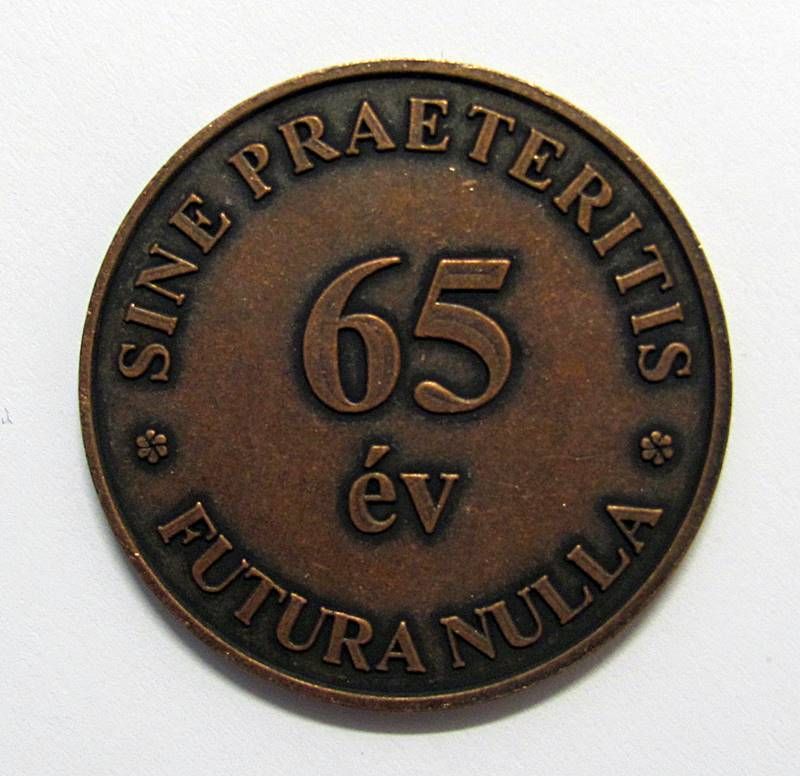 SINE PRAETERITIS
65
év
FUTURA NULLA